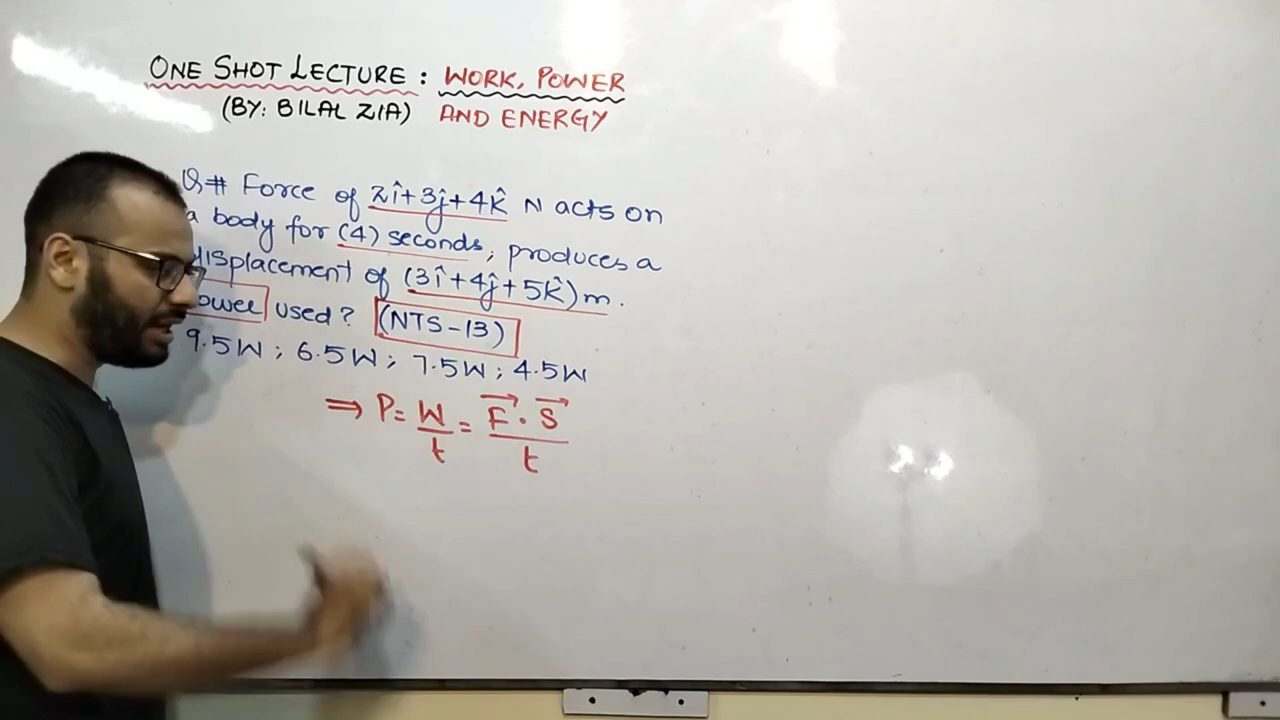 ONE SHOT LECTURE : WORK, POWER
(BY: BILAL ZIA) AND ENERGY
Q# Force of 2î+3ĵ+4k̂ N acts on
a body for (4) seconds, produces a
displacement of (3î+4ĵ+5k̂)m.
used? (NTS-13)
9.5W ; 6.5W ; 7.5W ; 4.5W
⇒ P = W/t = F⃗ · S⃗/t